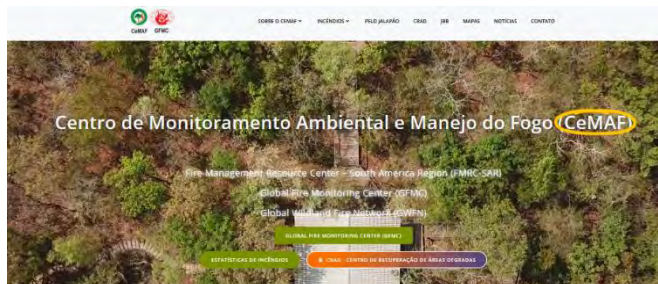 CeMAF GFMC
SOBRE O CEMAF INCÊNDIOS PELO JALAPÃO CRAD JBB MAPAS NOTÍCIAS CONTATO
Centro de Monitoramento Ambiental e Manejo do Fogo (CeMAF)
Fire Management Resource Center – South America Region (FMRC-SAR)
Global Fire Monitoring Center (GFMC)
Global Wildland Fire Network (GWFN)
GLOBAL FIRE MONITORING CENTER (GFMC)
ESTATÍSTICAS DE INCÊNDIOS CRAD - CENTRO DE RECUPERAÇÃO DE ÁREAS DEGRADADAS